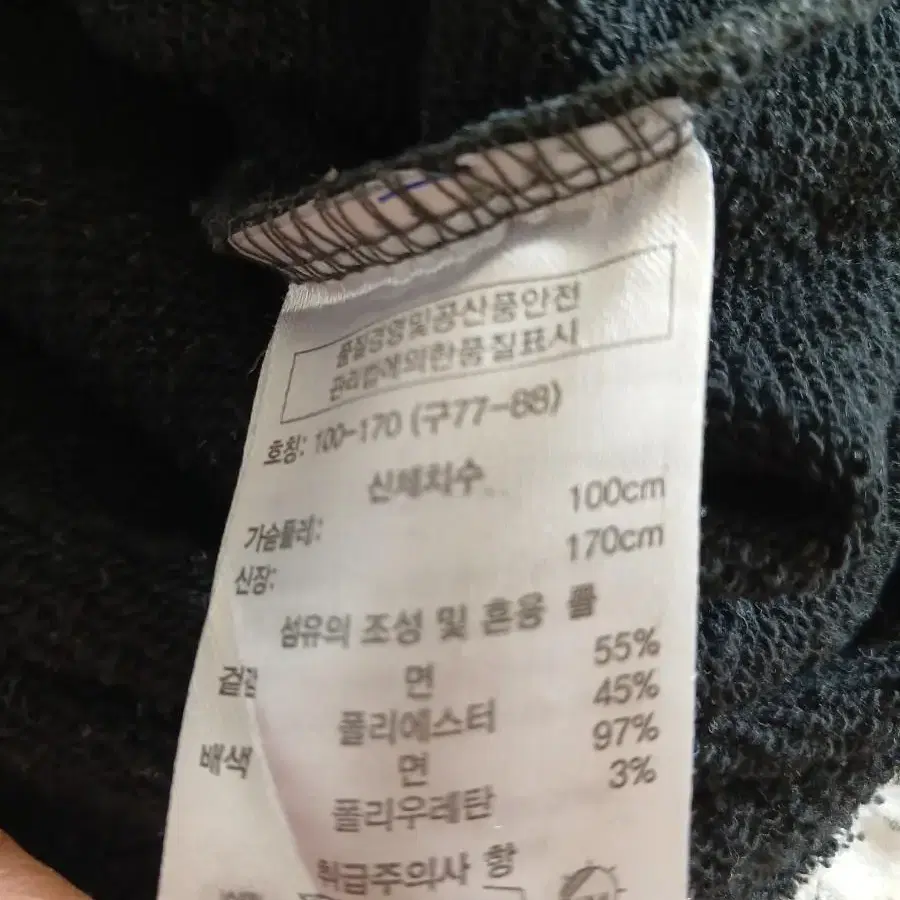 품질경영및공산품안전
관리법에의한품질표시
호칭: 100-170 (구77-88)
신체치수
가슴둘레: 100cm
신장: 170cm
섬유의 조성 및 혼용 률
겉감 면 55%
폴리에스터 45%
배색 면 97%
폴리우레탄 3%
취급주의사 항